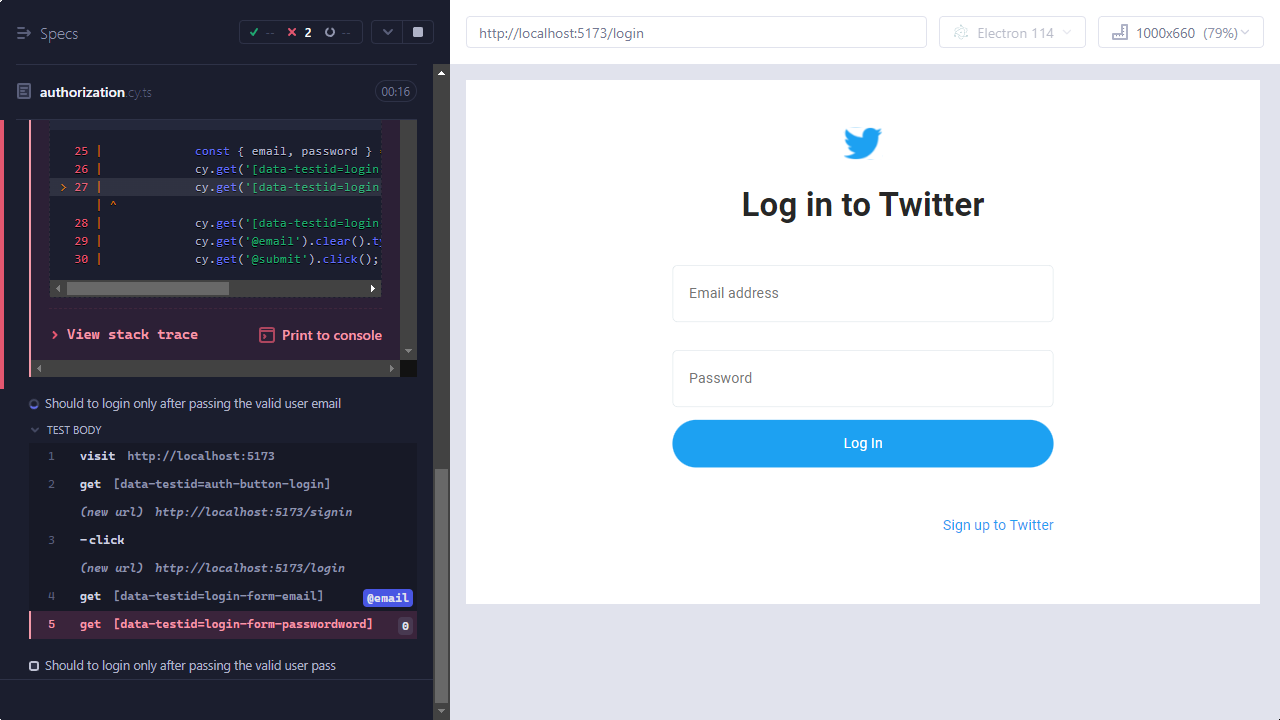 Specs
-- 2 --
http://localhost:5173/login
Electron 114
1000x660 (79%)
authorization.cy.ts
00:16
25 | const { email, password } =
26 | cy.get('[data-testid=login
> 27 | cy.get('[data-testid=login
| ^
28 | cy.get('[data-testid=login
29 | cy.get('@email').clear().ty
30 | cy.get('@submit').click();
View stack trace
Print to console
Should to login only after passing the valid user email
TEST BODY
1 visit http://localhost:5173
2 get [data-testid=auth-button-login]
(new url) http://localhost:5173/signin
3 -click
(new url) http://localhost:5173/login
4 get [data-testid=login-form-email] @email
5 get [data-testid=login-form-passwordword] 0
Should to login only after passing the valid user pass
Log in to Twitter
Email address
Password
Log In
Sign up to Twitter